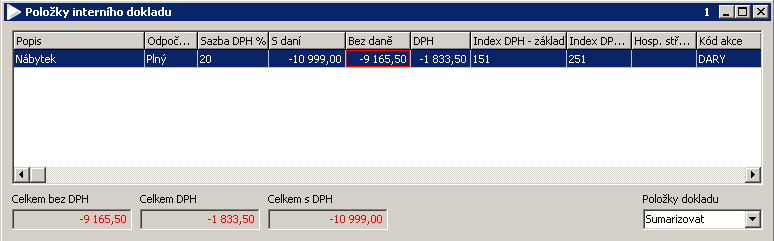 Položky interního dokladu 1
Popis Odpoč... Sazba DPH % S daní Bez daně DPH Index DPH - základ Index DP... Hosp. stř... Kód akce
Nábytek Plný 20 -10 999,00 -9 165,50 -1 833,50 151 251 DARY
Celkem bez DPH Celkem DPH Celkem s DPH Položky dokladu
-9 165,50 -1 833,50 -10 999,00 Sumarizovat